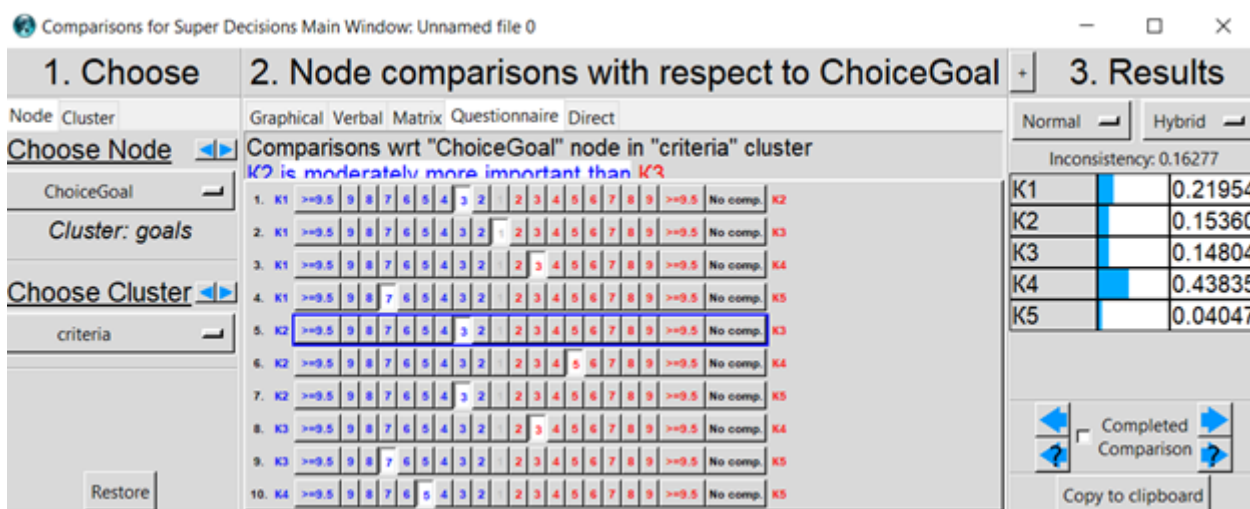 Comparisons for Super Decisions Main Window: Unnamed file 0
1. Choose
Node Cluster
Choose Node
ChoiceGoal
Cluster: goals
Choose Cluster
criteria
Restore
2. Node comparisons with respect to ChoiceGoal
Graphical Verbal Matrix Questionnaire Direct
Comparisons wrt "ChoiceGoal" node in "criteria" cluster
K2 is moderately more important than K3
1. K1 >=9.5 9 8 7 6 5 4 3 2 1 2 3 4 5 6 7 8 9 >=9.5 No comp. K2
2. K1 >=9.5 9 8 7 6 5 4 3 2 1 2 3 4 5 6 7 8 9 >=9.5 No comp. K3
3. K1 >=9.5 9 8 7 6 5 4 3 2 1 2 3 4 5 6 7 8 9 >=9.5 No comp. K4
4. K1 >=9.5 9 8 7 6 5 4 3 2 1 2 3 4 5 6 7 8 9 >=9.5 No comp. K5
5. K2 >=9.5 9 8 7 6 5 4 3 2 1 2 3 4 5 6 7 8 9 >=9.5 No comp. K3
6. K2 >=9.5 9 8 7 6 5 4 3 2 1 2 3 4 5 6 7 8 9 >=9.5 No comp. K4
7. K2 >=9.5 9 8 7 6 5 4 3 2 1 2 3 4 5 6 7 8 9 >=9.5 No comp. K5
8. K3 >=9.5 9 8 7 6 5 4 3 2 1 2 3 4 5 6 7 8 9 >=9.5 No comp. K4
9. K3 >=9.5 9 8 7 6 5 4 3 2 1 2 3 4 5 6 7 8 9 >=9.5 No comp. K5
10. K4 >=9.5 9 8 7 6 5 4 3 2 1 2 3 4 5 6 7 8 9 >=9.5 No comp. K5
+ 3. Results
Normal Hybrid
Inconsistency: 0.16277
K1 0.21954
K2 0.15360
K3 0.14804
K4 0.43835
K5 0.04047
Completed
Comparison
? ?
Copy to clipboard